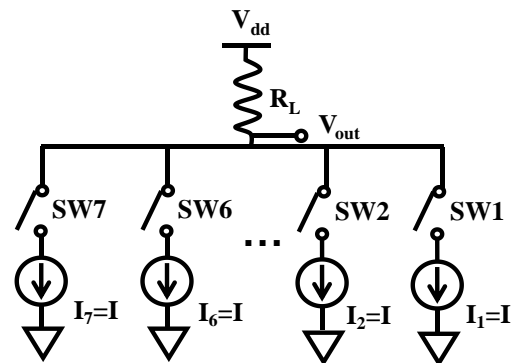 V_dd
R_L
V_out
SW7 SW6 SW2 SW1
...
I_7=I I_6=I I_2=I I_1=I